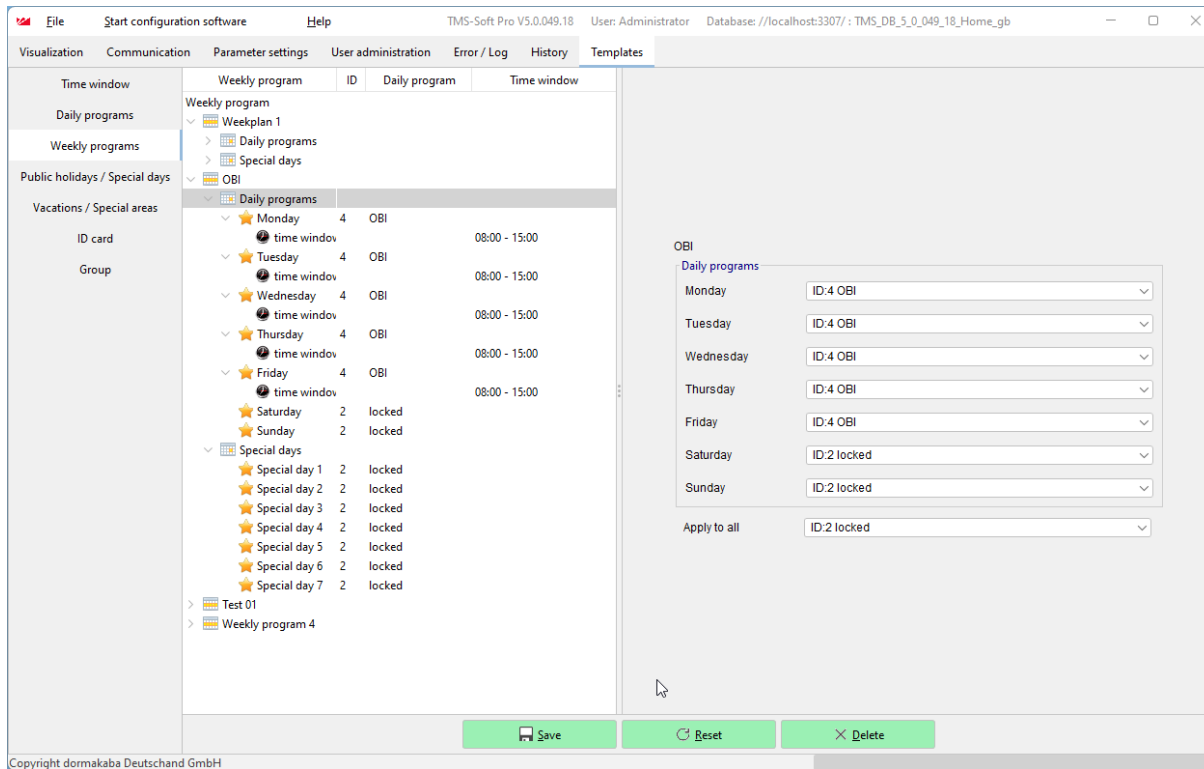 File Start configuration software Help TMS-Soft Pro V5.0.049.18 User: Administrator Database: //localhost:3307/ : TMS_DB_5_0_049_18_Home_gb
Visualization Communication Parameter settings User administration Error / Log History Templates
Time window
Daily programs
Weekly programs
Public holidays / Special days
Vacations / Special areas
ID card
Group
Weekly program ID Daily program Time window
Weekly program
Weekplan 1
Daily programs
Special days
OBI
Daily programs
Monday 4 OBI
time window 08:00 - 15:00
Tuesday 4 OBI
time window 08:00 - 15:00
Wednesday 4 OBI
time window 08:00 - 15:00
Thursday 4 OBI
time window 08:00 - 15:00
Friday 4 OBI
time window 08:00 - 15:00
Saturday 2 locked
Sunday 2 locked
Special days
Special day 1 2 locked
Special day 2 2 locked
Special day 3 2 locked
Special day 4 2 locked
Special day 5 2 locked
Special day 6 2 locked
Special day 7 2 locked
Test 01
Weekly program 4
OBI
Daily programs
Monday ID:4 OBI
Tuesday ID:4 OBI
Wednesday ID:4 OBI
Thursday ID:4 OBI
Friday ID:4 OBI
Saturday ID:2 locked
Sunday ID:2 locked
Apply to all ID:2 locked
Save Reset Delete
Copyright dormakaba Deutschand GmbH